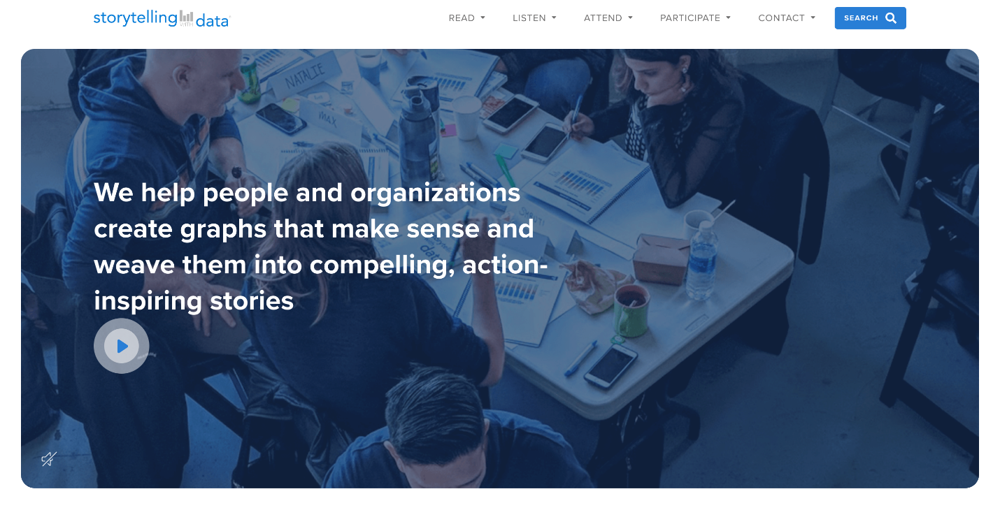 storytelling WITH data
READ
LISTEN
ATTEND
PARTICIPATE
CONTACT
SEARCH
NATALIE
MAX
We help people and organizations
create graphs that make sense and
weave them into compelling, action-
inspiring stories